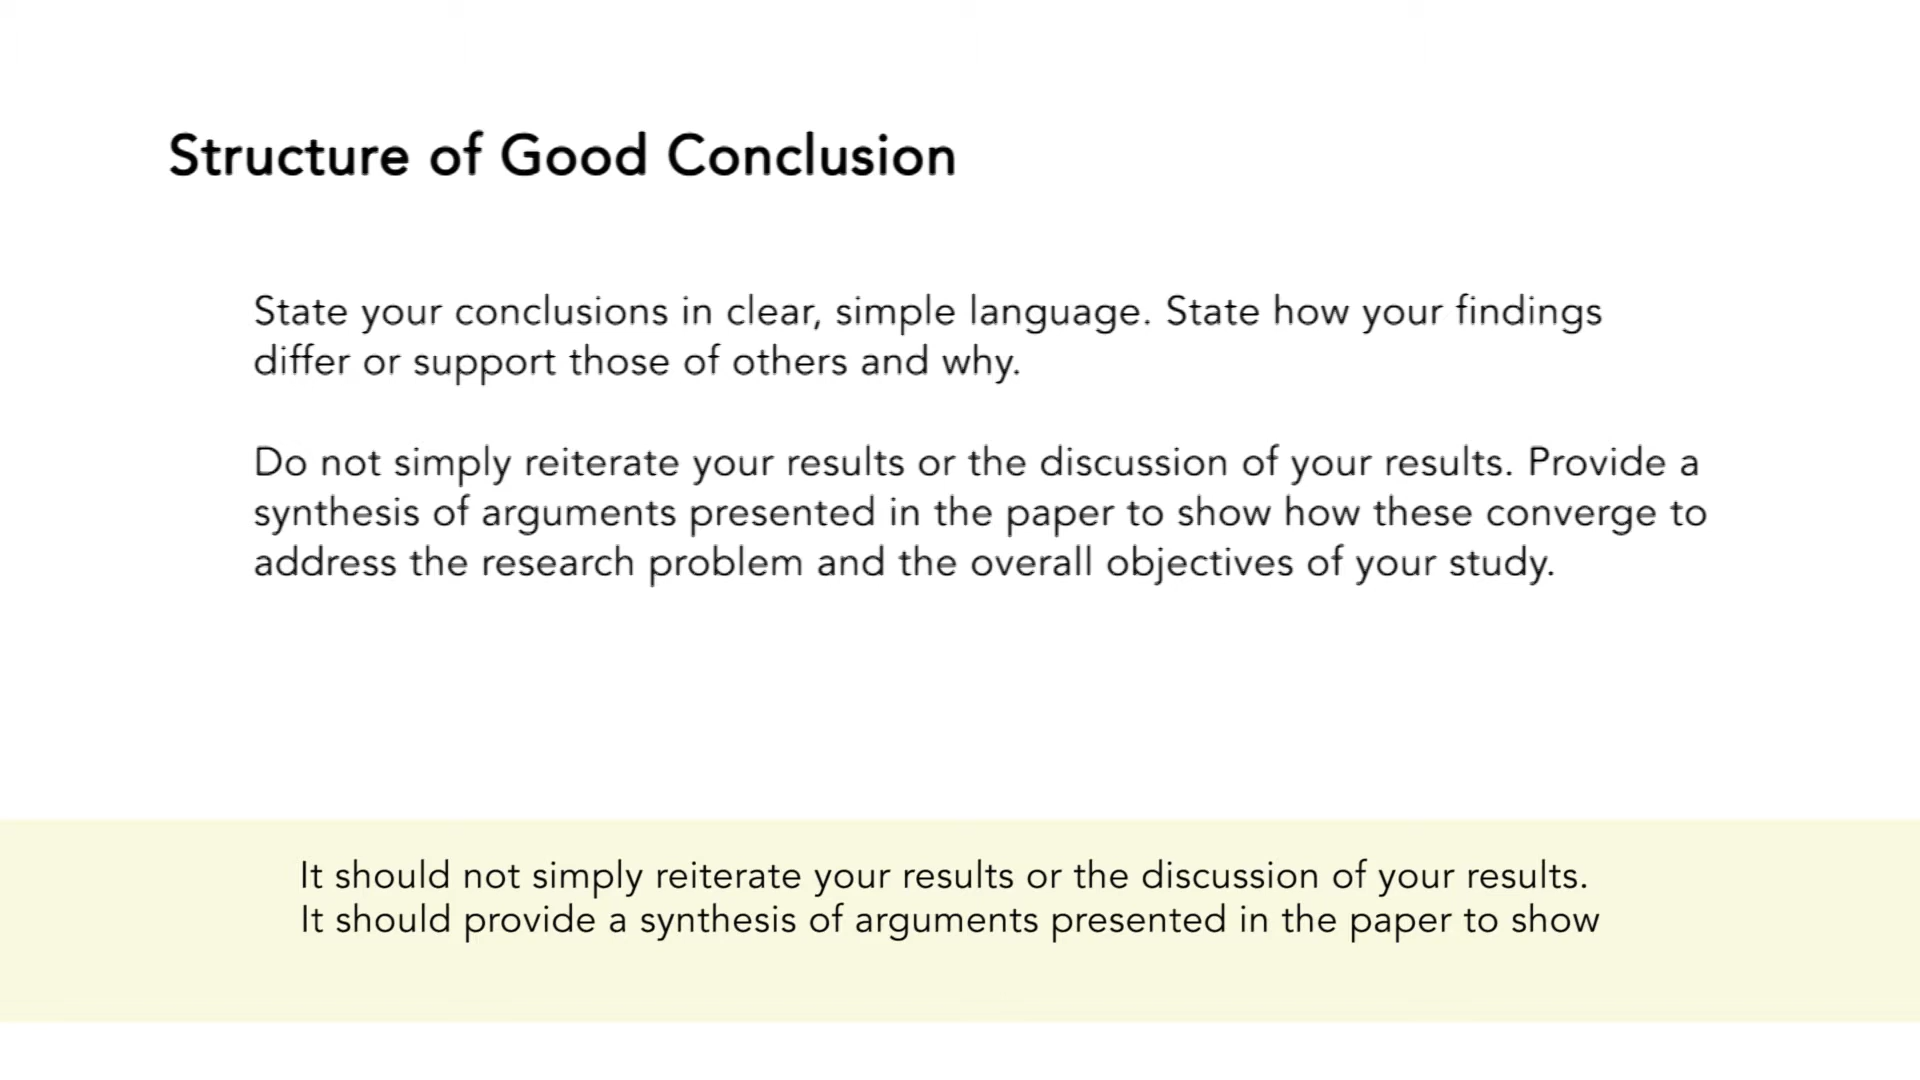 Structure of Good Conclusion
State your conclusions in clear, simple language. State how your findings
differ or support those of others and why.
Do not simply reiterate your results or the discussion of your results. Provide a
synthesis of arguments presented in the paper to show how these converge to
address the research problem and the overall objectives of your study.
It should not simply reiterate your results or the discussion of your results.
It should provide a synthesis of arguments presented in the paper to show